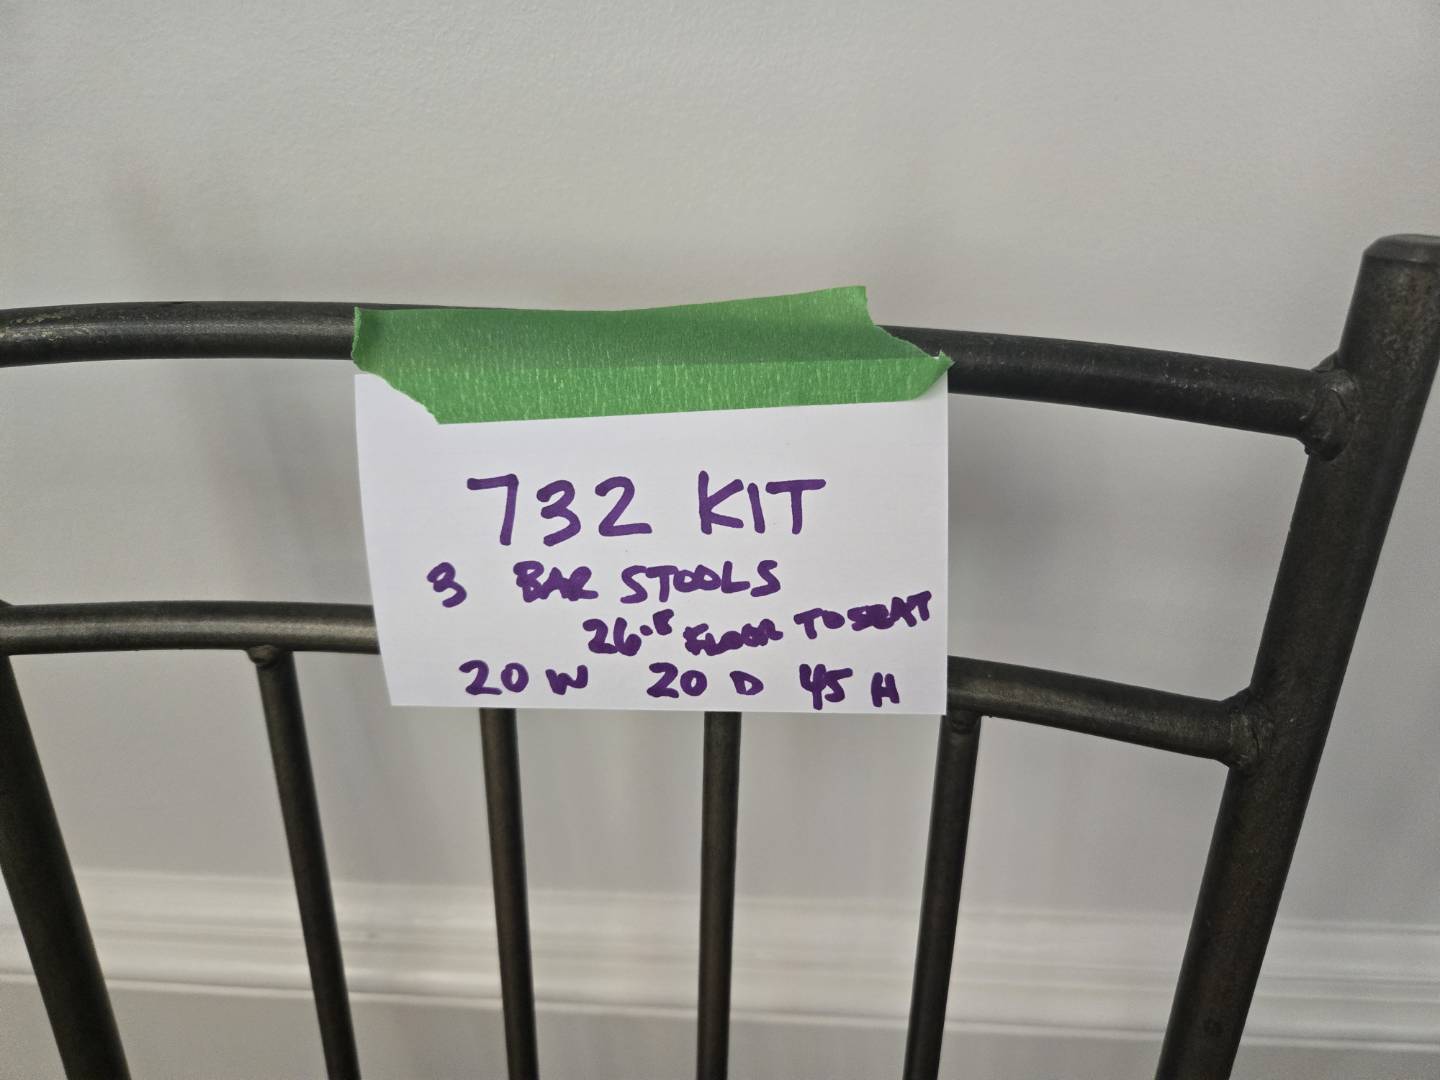 732 KIT
3 BAR STOOLS
26.5 FLOOR TO SEAT
20 W 20 D 45 H